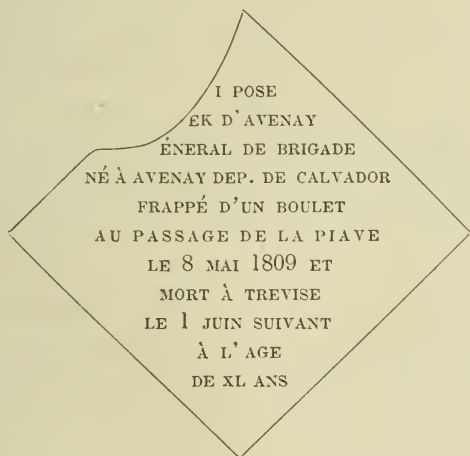 I POSE
EK D'AVENAY
ÉNERAL DE BRIGADE
NÉ À AVENAY DEP. DE CALVADOR
FRAPPÉ D'UN BOULET
AU PASSAGE DE LA PIAVE
LE 8 MAI 1809 ET
MORT À TREVISE
LE 1 JUIN SUIVANT
À L'AGE
DE XL ANS